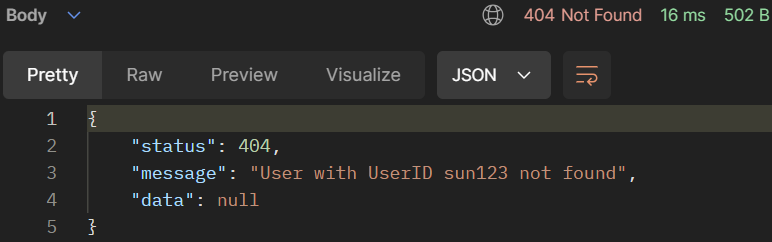 Body 404 Not Found 16 ms 502 B
Pretty Raw Preview Visualize JSON
1 {
2 "status": 404,
3 "message": "User with UserID sun123 not found",
4 "data": null
5 }